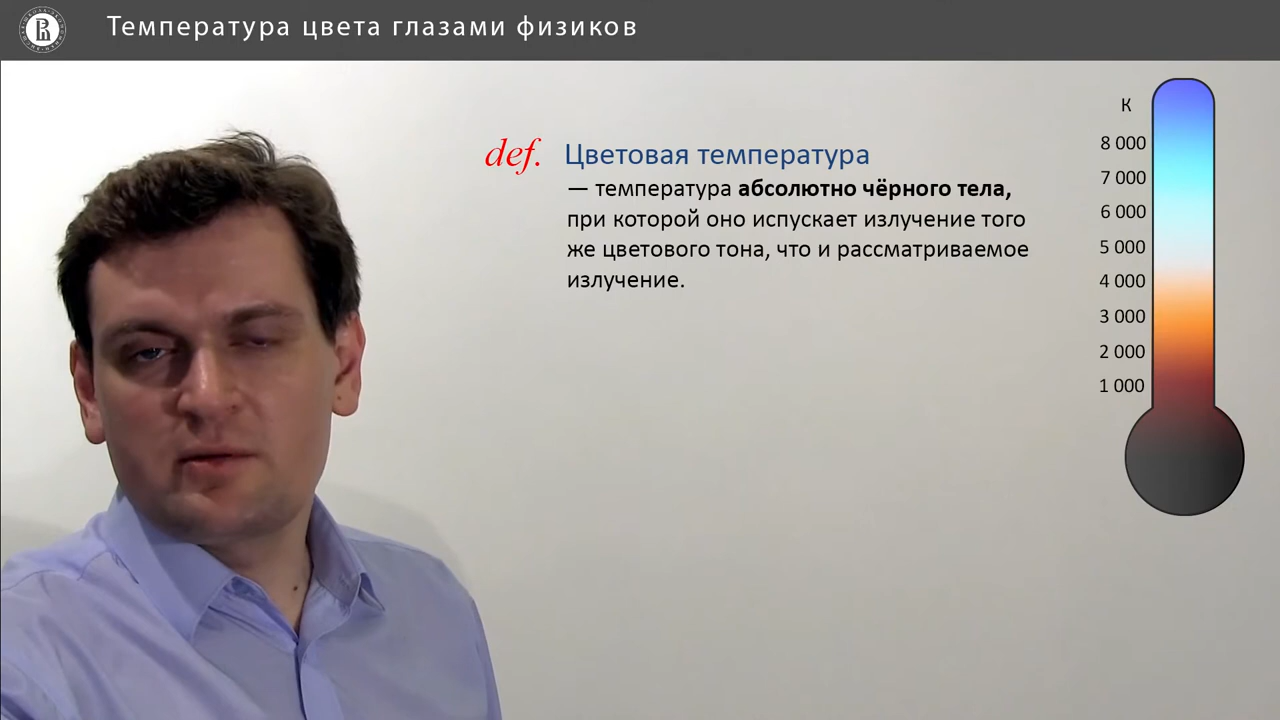 Температура цвета глазами физиков
def. Цветовая температура
— температура абсолютно чёрного тела,
при которой оно испускает излучение того
же цветового тона, что и рассматриваемое
излучение.
К
8 000
7 000
6 000
5 000
4 000
3 000
2 000
1 000